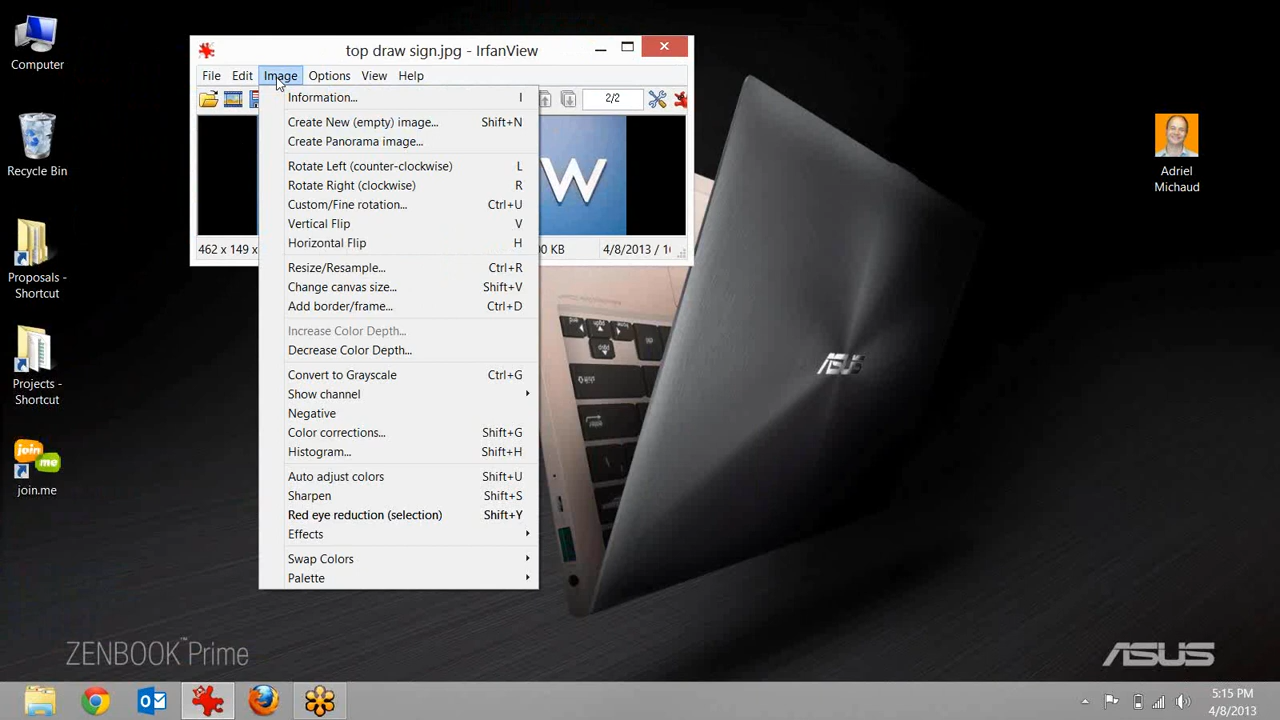 Computer
Recycle Bin
Proposals -
Shortcut
Projects -
Shortcut
join.me
join
me
top draw sign.jpg - IrfanView
File Edit Image Options View Help
2/2
W
462 x 149 x
KB
4/8/2013 /
Information... I
Create New (empty) image... Shift+N
Create Panorama image...
Rotate Left (counter-clockwise) L
Rotate Right (clockwise) R
Custom/Fine rotation... Ctrl+U
Vertical Flip V
Horizontal Flip H
Resize/Resample... Ctrl+R
Change canvas size... Shift+V
Add border/frame... Ctrl+D
Increase Color Depth...
Decrease Color Depth...
Convert to Grayscale Ctrl+G
Show channel
Negative
Color corrections... Shift+G
Histogram... Shift+H
Auto adjust colors Shift+U
Sharpen Shift+S
Red eye reduction (selection) Shift+Y
Effects
Swap Colors
Palette
Adriel
Michaud
ASUS
ZENBOOK™Prime
ASUS
5:15 PM
4/8/2013